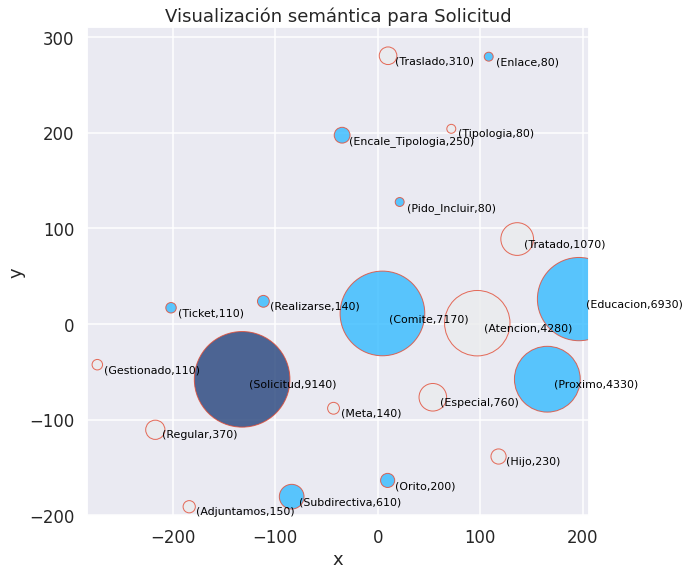 Visualización semántica para Solicitud
300
(Traslado,310)
(Enlace,80)
200
(Tipologia,80)
(Encale_Tipologia,250)
(Pido_Incluir,80)
100
(Tratado,1070)
y
(Educacion,6930)
(Realizarse,140)
(Ticket,110)
(Comite,7170)
0
(Atencion,4280)
(Gestionado,110)
(Solicitud,9140)
(Proximo,4330)
(Especial,760)
(Meta,140)
−100
(Regular,370)
(Hijo,230)
(Orito,200)
(Subdirectiva,610)
(Adjuntamos,150)
−200
−200
−100
0
100
200
x